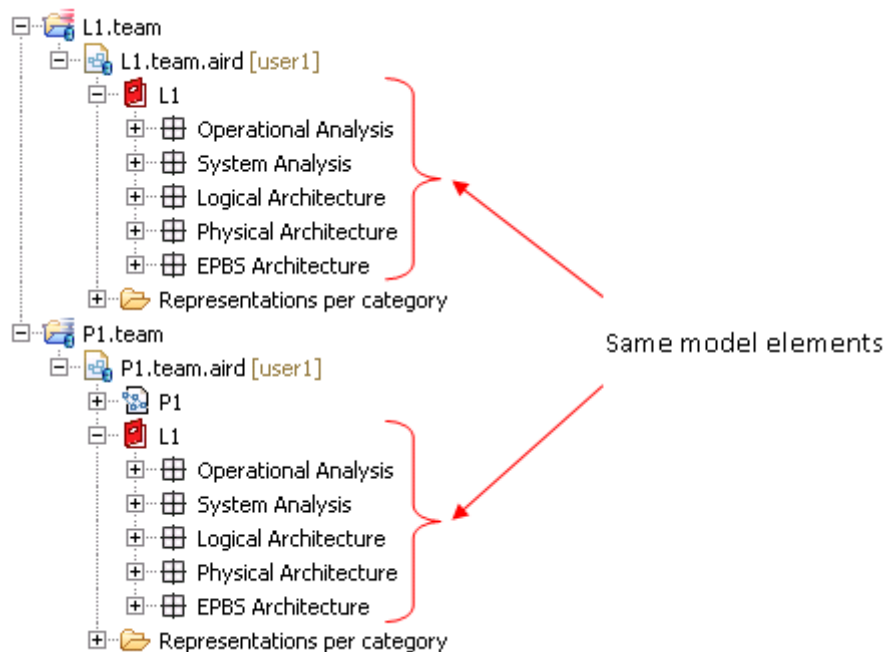 L1.team
L1.team.aird [user1]
L1
Operational Analysis
System Analysis
Logical Architecture
Physical Architecture
EPBS Architecture
Representations per category
P1.team
Same model elements
P1.team.aird [user1]
P1
L1
Operational Analysis
System Analysis
Logical Architecture
Physical Architecture
EPBS Architecture
Representations per category